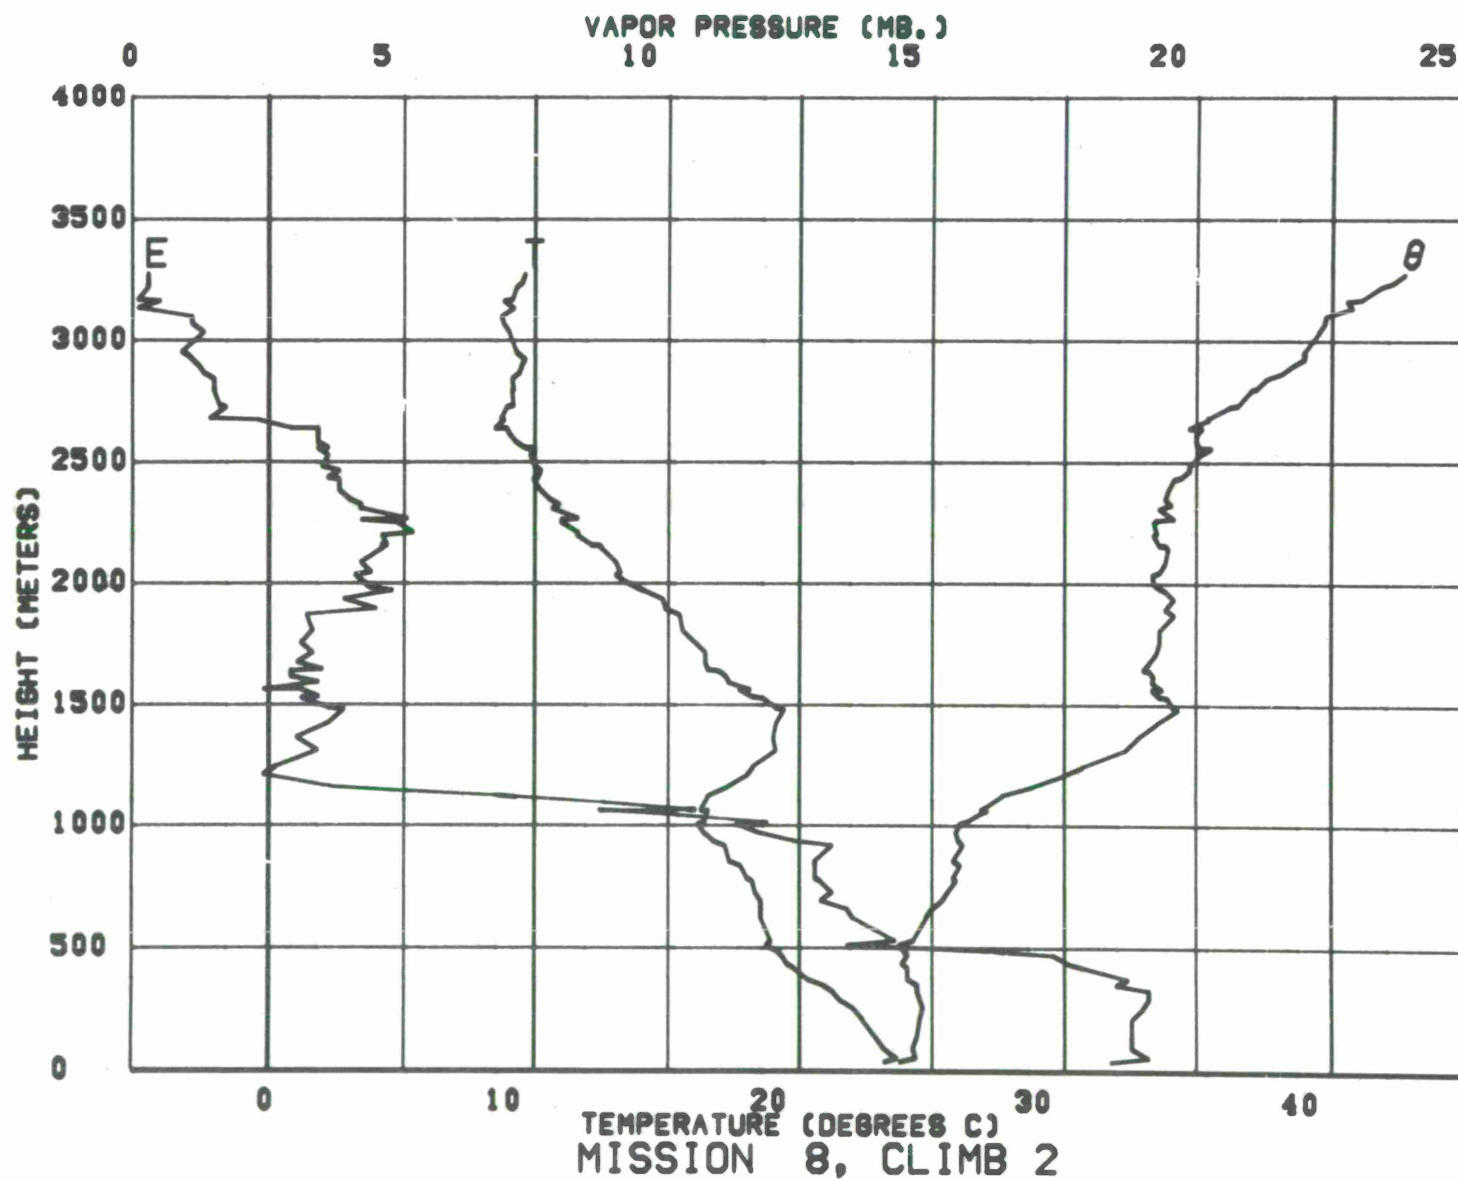 VAPOR PRESSURE (MB.)
0 5 10 15 20 25
4000
3500
E T θ
3000
2500
2000
1500
1000
500
0
HEIGHT (METERS)
0 10 20 30 40
TEMPERATURE (DEGREES C)
MISSION 8, CLIMB 2